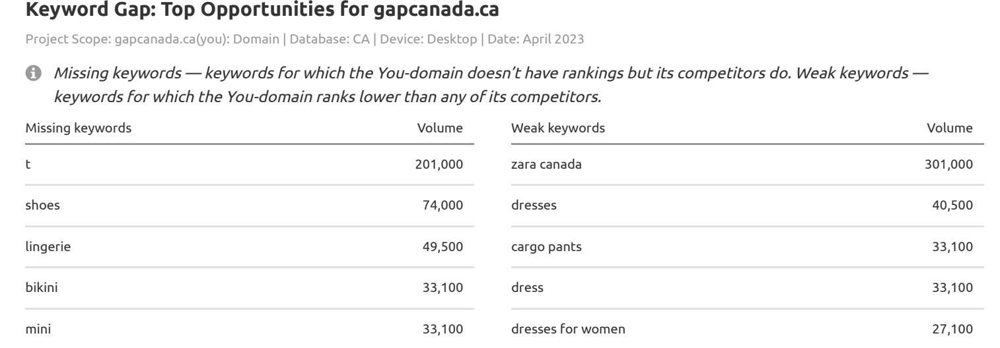 Keyword Gap: Top Opportunities for gapcanada.ca
Project Scope: gapcanada.ca(you): Domain | Database: CA | Device: Desktop | Date: April 2023
Missing keywords — keywords for which the You-domain doesn’t have rankings but its competitors do. Weak keywords —
keywords for which the You-domain ranks lower than any of its competitors.
Missing keywords Volume Weak keywords Volume
t 201,000 zara canada 301,000
shoes 74,000 dresses 40,500
lingerie 49,500 cargo pants 33,100
bikini 33,100 dress 33,100
mini 33,100 dresses for women 27,100